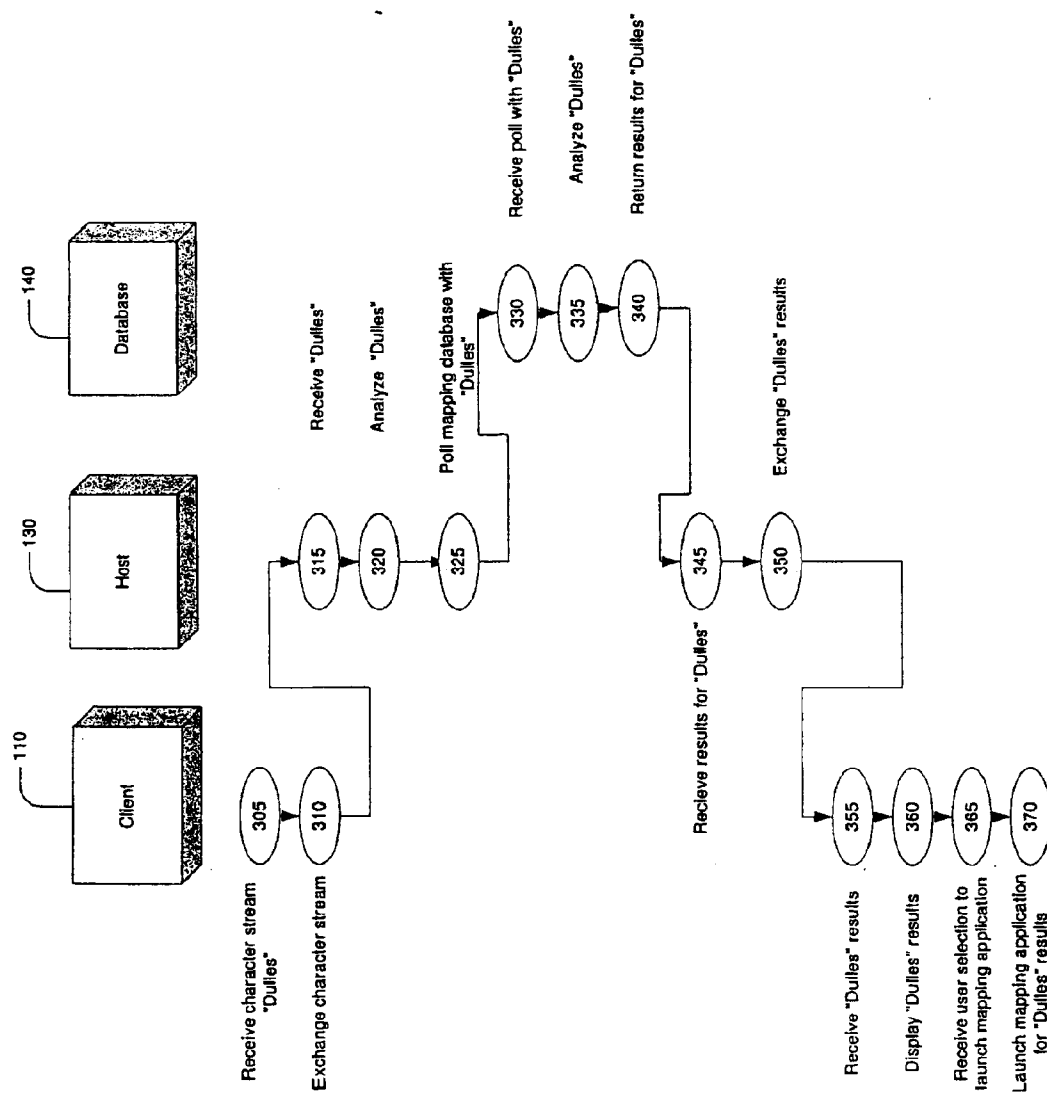 110
130
140
Client
Host
Database
Receive character stream
"Dulles"
305
Exchange character stream
310
315
Receive "Dulles"
320
Analyze "Dulles"
325
Poll mapping database with
"Dulles"
330
Receive poll with "Dulles"
335
Analyze "Dulles"
340
Return results for "Dulles"
Recieve results for "Dulles"
345
350
Exchange "Dulles" results
Receive "Dulles" results
355
Display "Dulles" results
360
Receive user selection to
launch mapping application
365
Launch mapping application
for "Dulles" results
370